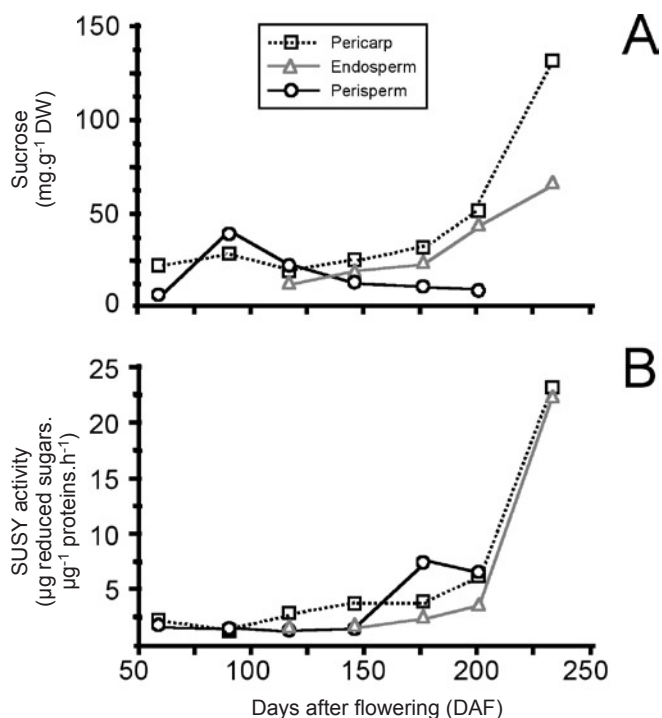 A
150
100
50
0
Sucrose
(mg.g⁻¹ DW)
Pericarp
Endosperm
Perisperm
B
25
20
15
10
5
SUSY activity
(µg reduced sugars.
µg⁻¹ proteins.h⁻¹)
50 100 150 200 250
Days after flowering (DAF)